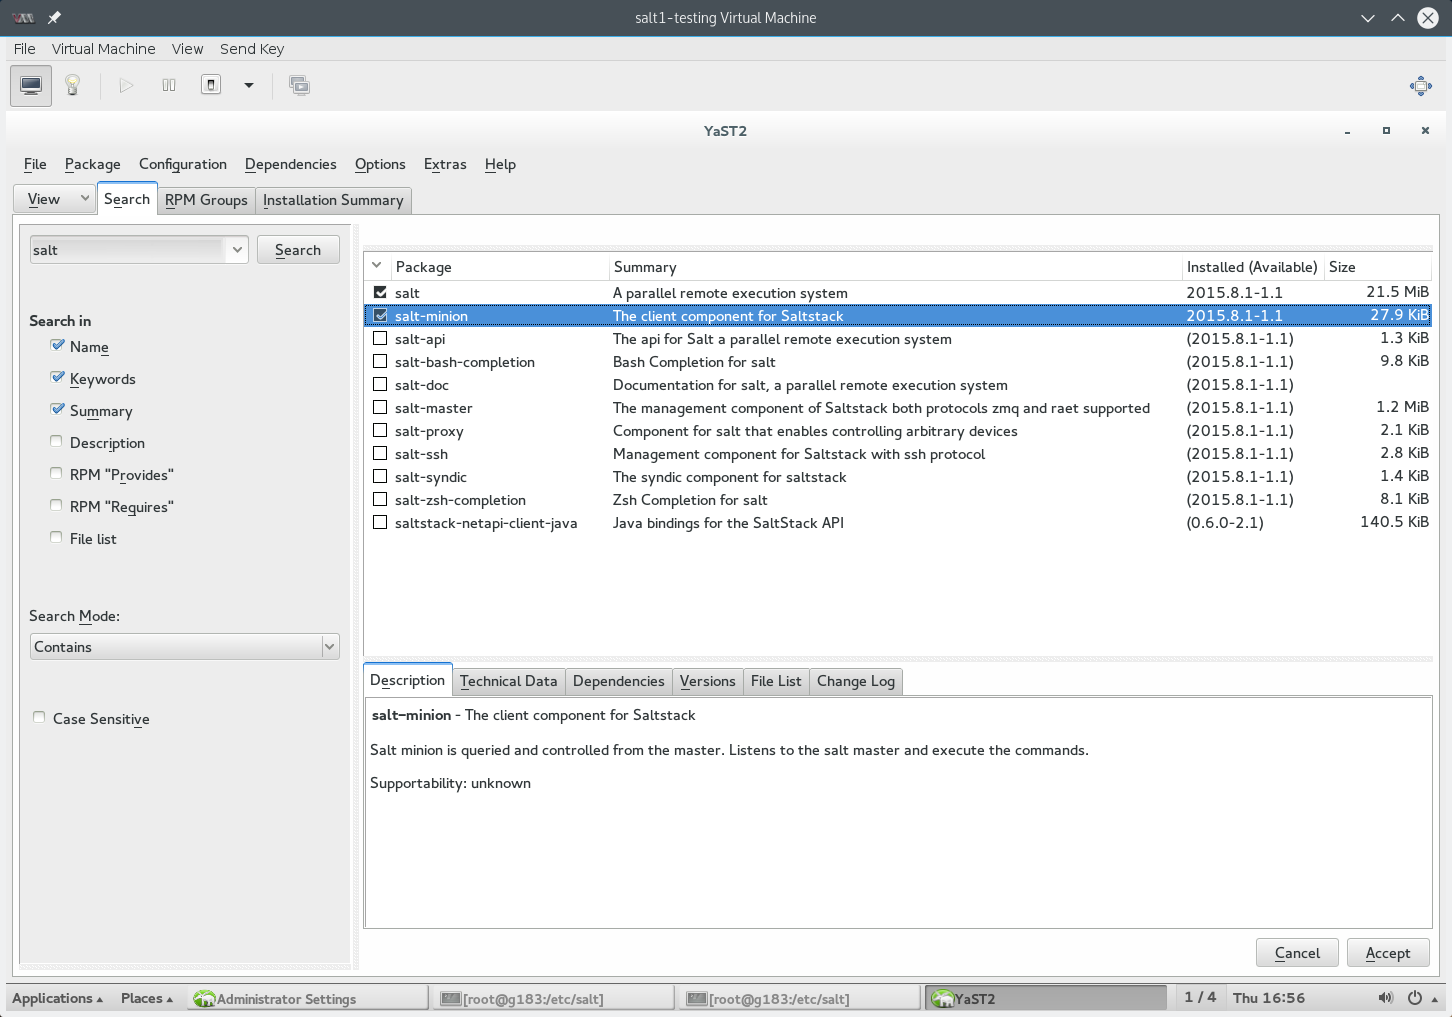 salt1-testing Virtual Machine
File Virtual Machine View Send Key
YaST2
File Package Configuration Dependencies Options Extras Help
View Search RPM Groups Installation Summary
salt Search
Search in
Name
Keywords
Summary
Description
RPM "Provides"
RPM "Requires"
File list
Search Mode:
Contains
Case Sensitive
Package Summary Installed (Available) Size
salt A parallel remote execution system 2015.8.1-1.1 21.5 MiB
salt-minion The client component for Saltstack 2015.8.1-1.1 27.9 KiB
salt-api The api for Salt a parallel remote execution system (2015.8.1-1.1) 1.3 KiB
salt-bash-completion Bash Completion for salt (2015.8.1-1.1) 9.8 KiB
salt-doc Documentation for salt, a parallel remote execution system (2015.8.1-1.1)
salt-master The management component of Saltstack both protocols zmq and raet supported (2015.8.1-1.1) 1.2 MiB
salt-proxy Component for salt that enables controlling arbitrary devices (2015.8.1-1.1) 2.1 KiB
salt-ssh Management component for Saltstack with ssh protocol (2015.8.1-1.1) 2.8 KiB
salt-syndic The syndic component for saltstack (2015.8.1-1.1) 1.4 KiB
salt-zsh-completion Zsh Completion for salt (2015.8.1-1.1) 8.1 KiB
saltstack-netapi-client-java Java bindings for the SaltStack API (0.6.0-2.1) 140.5 KiB
Description Technical Data Dependencies Versions File List Change Log
salt-minion - The client component for Saltstack
Salt minion is queried and controlled from the master. Listens to the salt master and execute the commands.
Supportability: unknown
Cancel Accept
Applications Places Administrator Settings [root@g183:/etc/salt] [root@g183:/etc/salt] YaST2 1 / 4 Thu 16:56